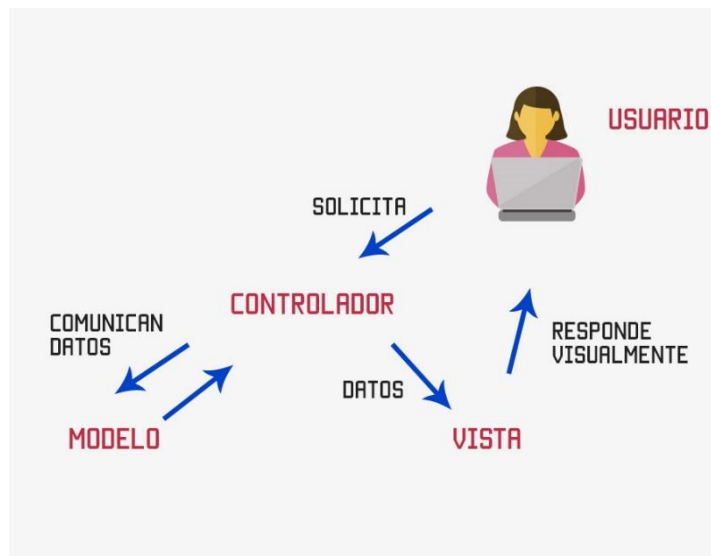 USUARIO
SOLICITA
CONTROLADOR
COMUNICAN
DATOS
RESPONDE
VISUALMENTE
DATOS
MODELO
VISTA